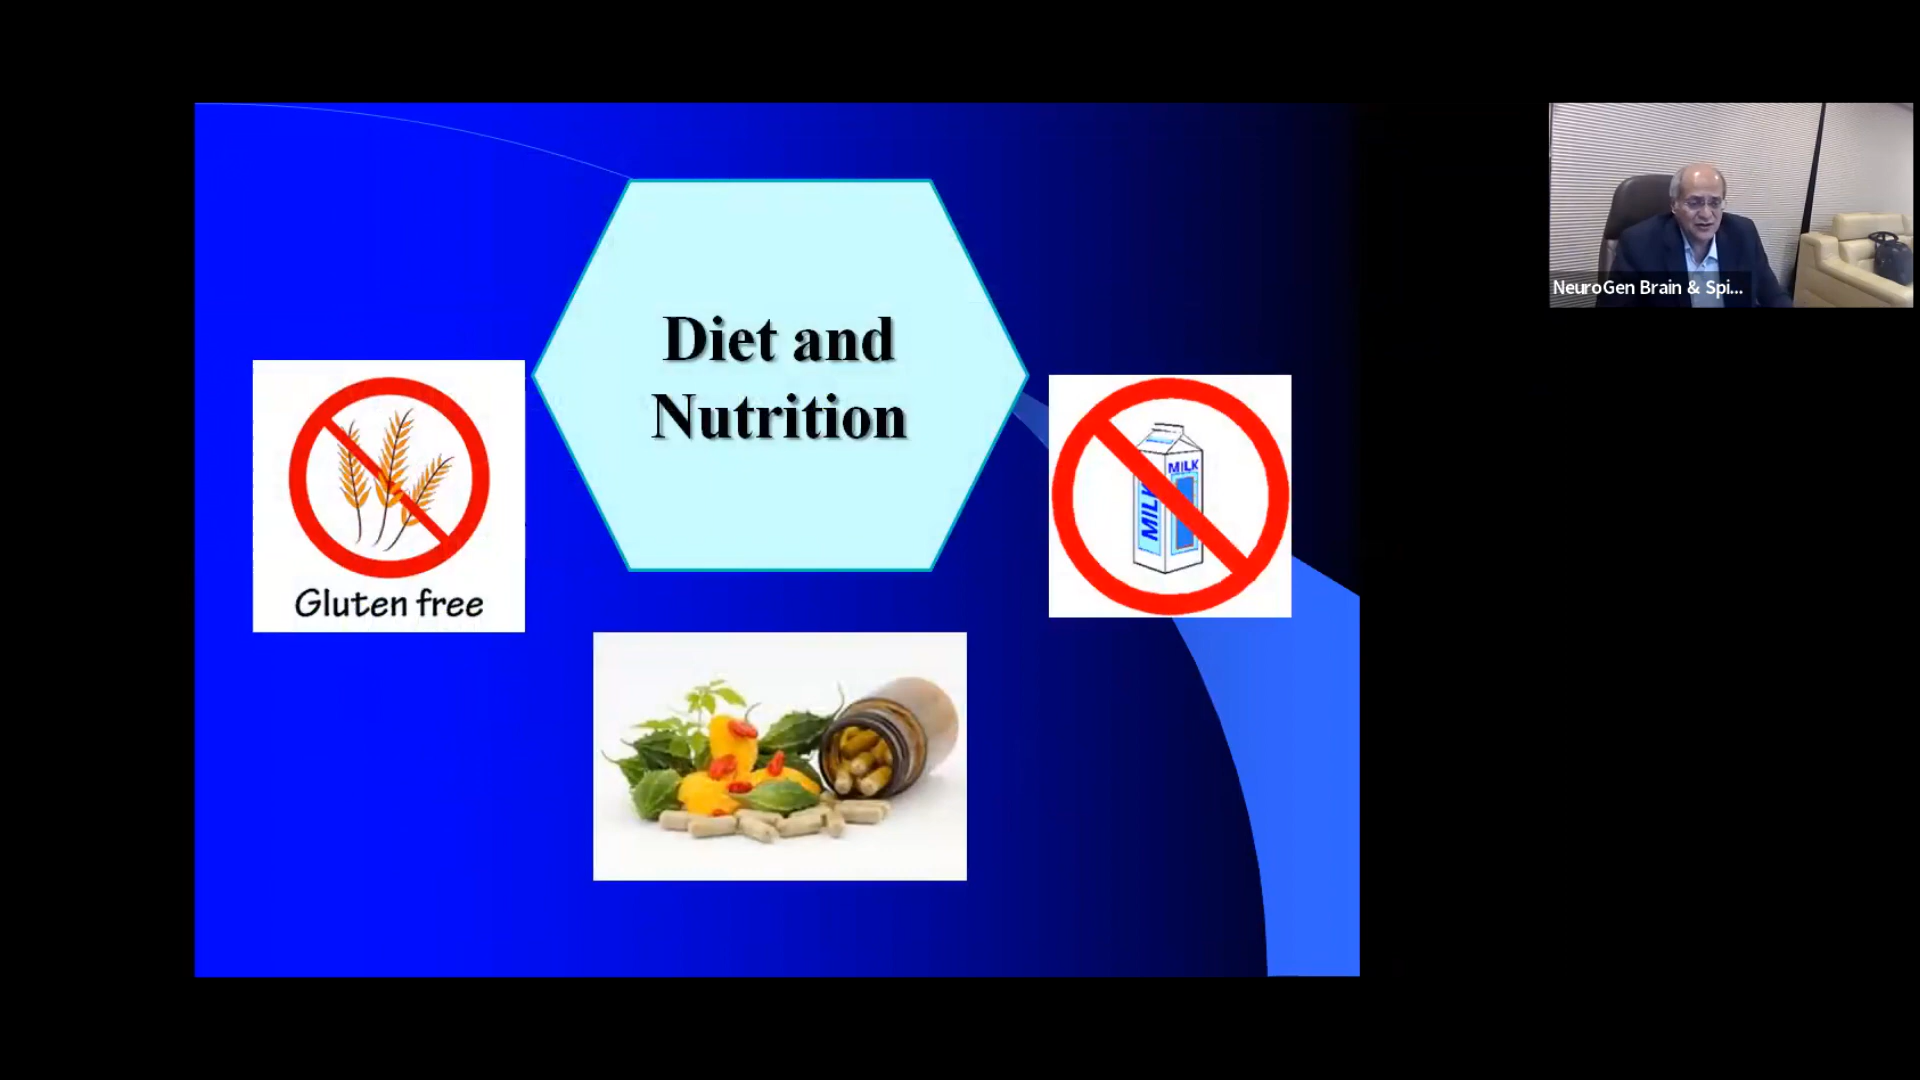 Diet and
Nutrition
Gluten free
MILK
MILK
NeuroGen Brain & Spi...